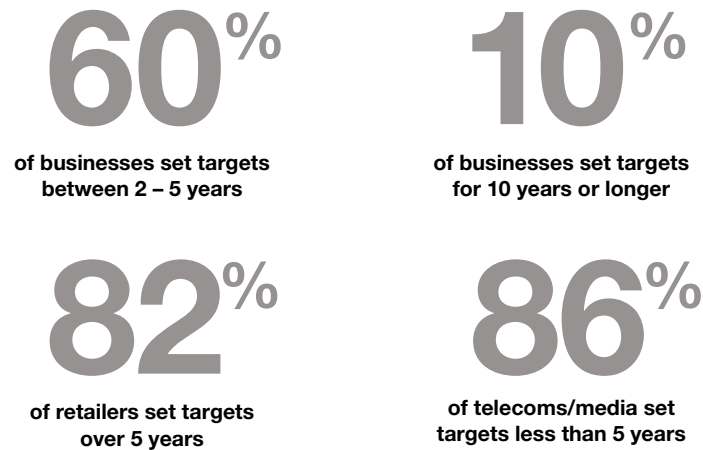 60%
of businesses set targets
between 2 – 5 years
10%
of businesses set targets
for 10 years or longer
82%
of retailers set targets
over 5 years
86%
of telecoms/media set
targets less than 5 years